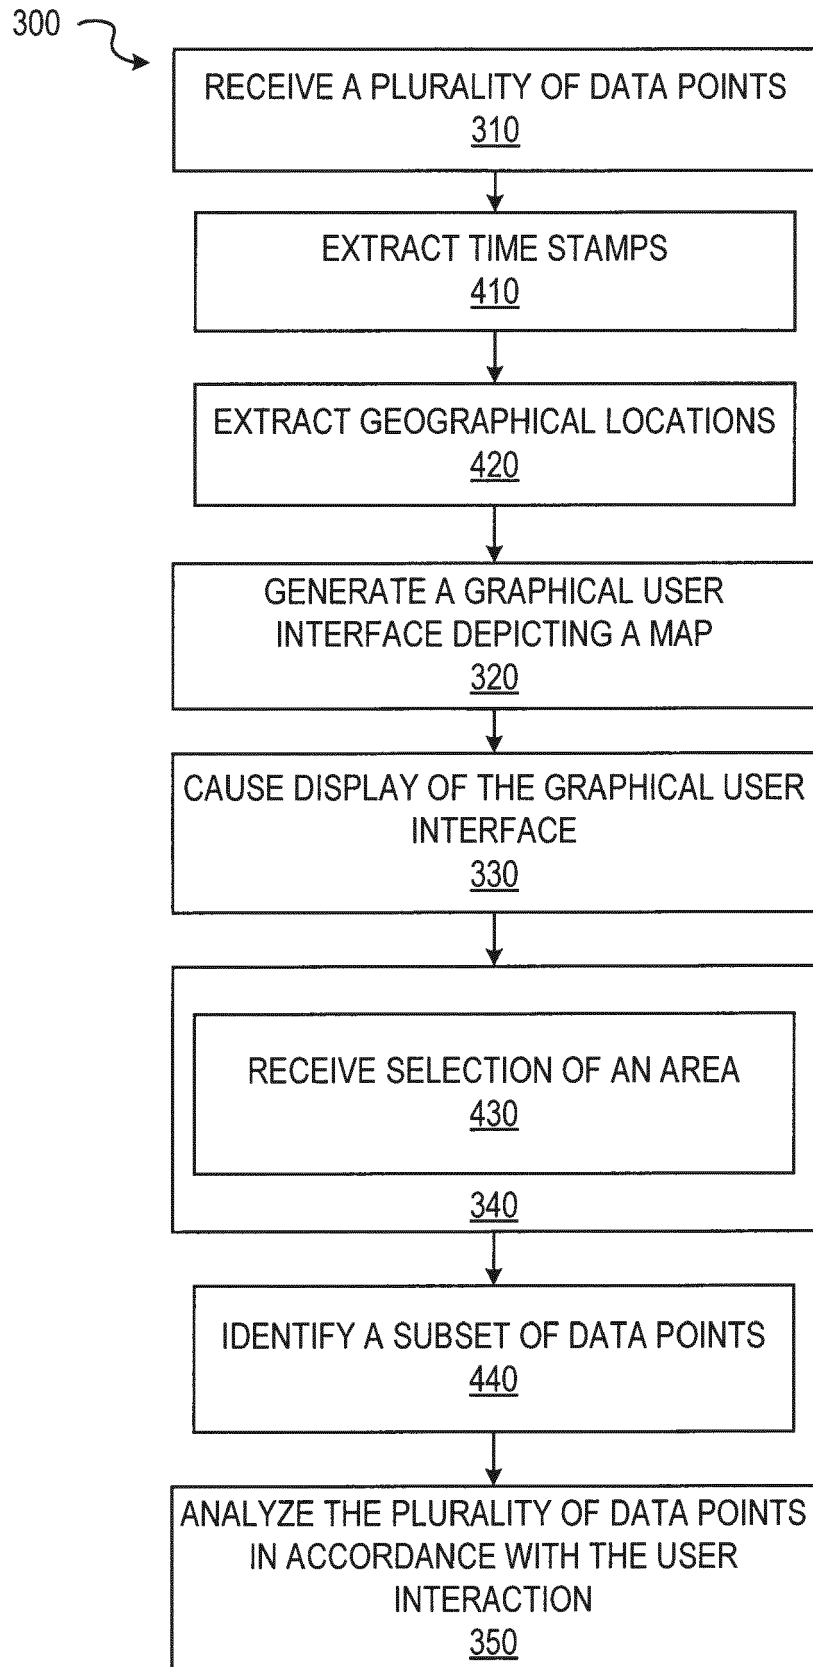 300
RECEIVE A PLURALITY OF DATA POINTS
310
EXTRACT TIME STAMPS
410
EXTRACT GEOGRAPHICAL LOCATIONS
420
GENERATE A GRAPHICAL USER
INTERFACE DEPICTING A MAP
320
CAUSE DISPLAY OF THE GRAPHICAL USER
INTERFACE
330
RECEIVE SELECTION OF AN AREA
430
340
IDENTIFY A SUBSET OF DATA POINTS
440
ANALYZE THE PLURALITY OF DATA POINTS
IN ACCORDANCE WITH THE USER
INTERACTION
350